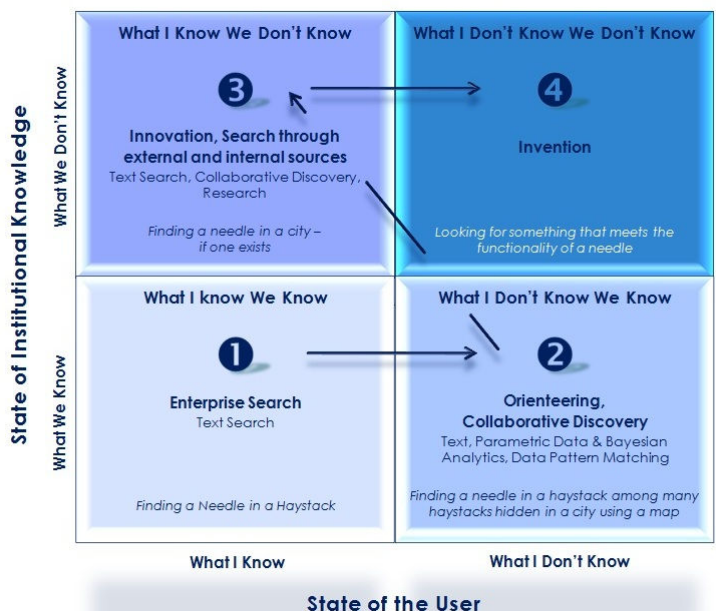 What I Know We Don't Know
3
Innovation, Search through
external and internal sources
Text Search, Collaborative Discovery,
Research
Finding a needle in a city –
if one exists
What I Don't Know We Don't Know
4
Invention
Looking for something that meets the
functionality of a needle
What I know We Know
1
Enterprise Search
Text Search
Finding a Needle in a Haystack
What I Don't Know We Know
2
Orienteering,
Collaborative Discovery
Text, Parametric Data & Bayesian
Analytics, Data Pattern Matching
Finding a needle in a haystack among many
haystacks hidden in a city using a map
State of Institutional Knowledge
What We Don't Know
What We Know
What I Know
What I Don't Know
State of the User